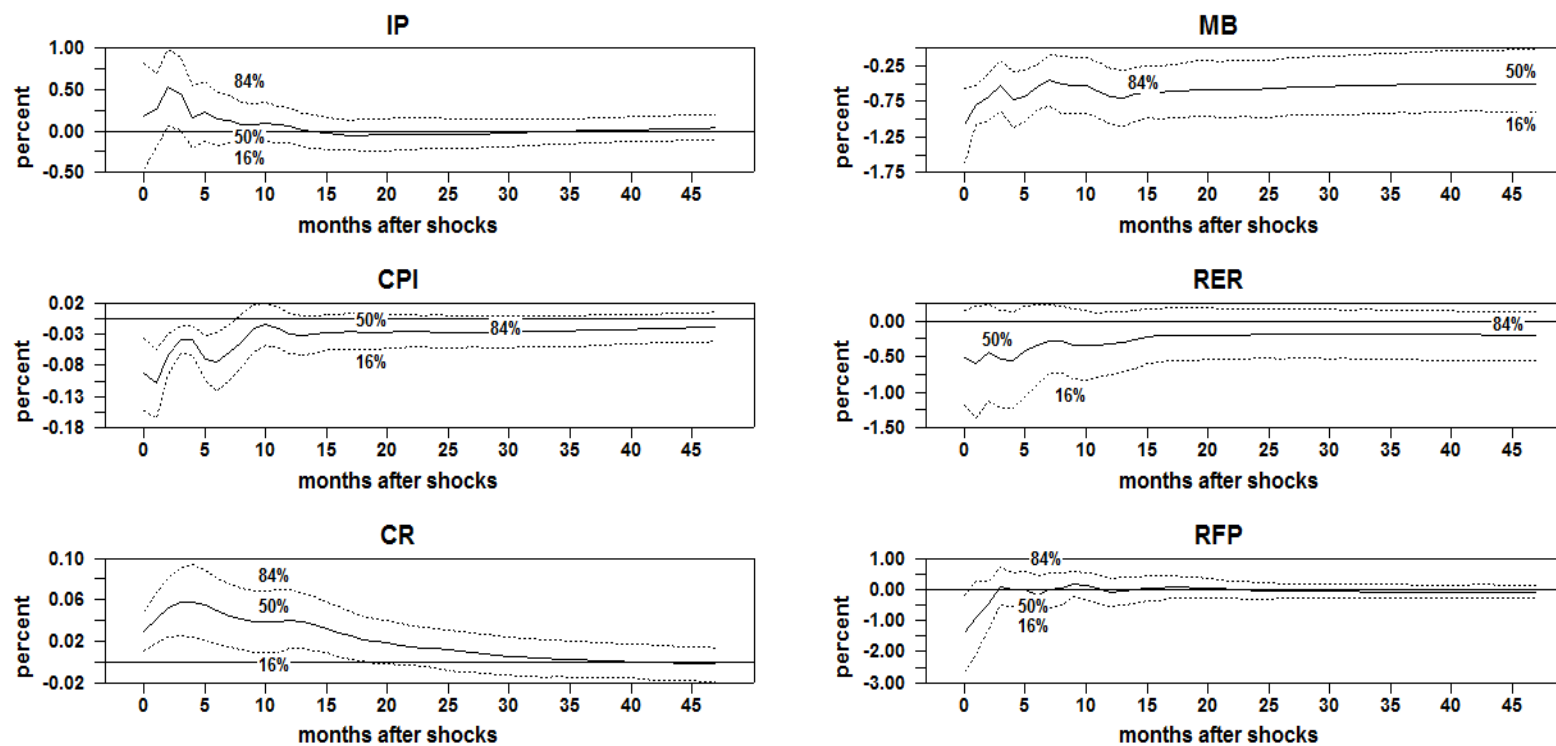 IP
1.00
0.50
0.00
-0.50
percent
84%
50%
16%
0 5 10 15 20 25 30 35 40 45
months after shocks
MB
-0.25
-0.75
-1.25
-1.75
percent
84%
50%
16%
0 5 10 15 20 25 30 35 40 45
months after shocks
CPI
0.02
-0.03
-0.08
-0.13
-0.18
percent
50%
84%
16%
0 5 10 15 20 25 30 35 40 45
months after shocks
RER
0.00
-0.50
-1.00
-1.50
percent
50%
84%
16%
0 5 10 15 20 25 30 35 40 45
months after shocks
CR
0.10
0.06
0.02
-0.02
percent
84%
50%
16%
0 5 10 15 20 25 30 35 40 45
months after shocks
RFP
1.00
0.00
-1.00
-2.00
-3.00
percent
84%
50%
16%
0 5 10 15 20 25 30 35 40 45
months after shocks